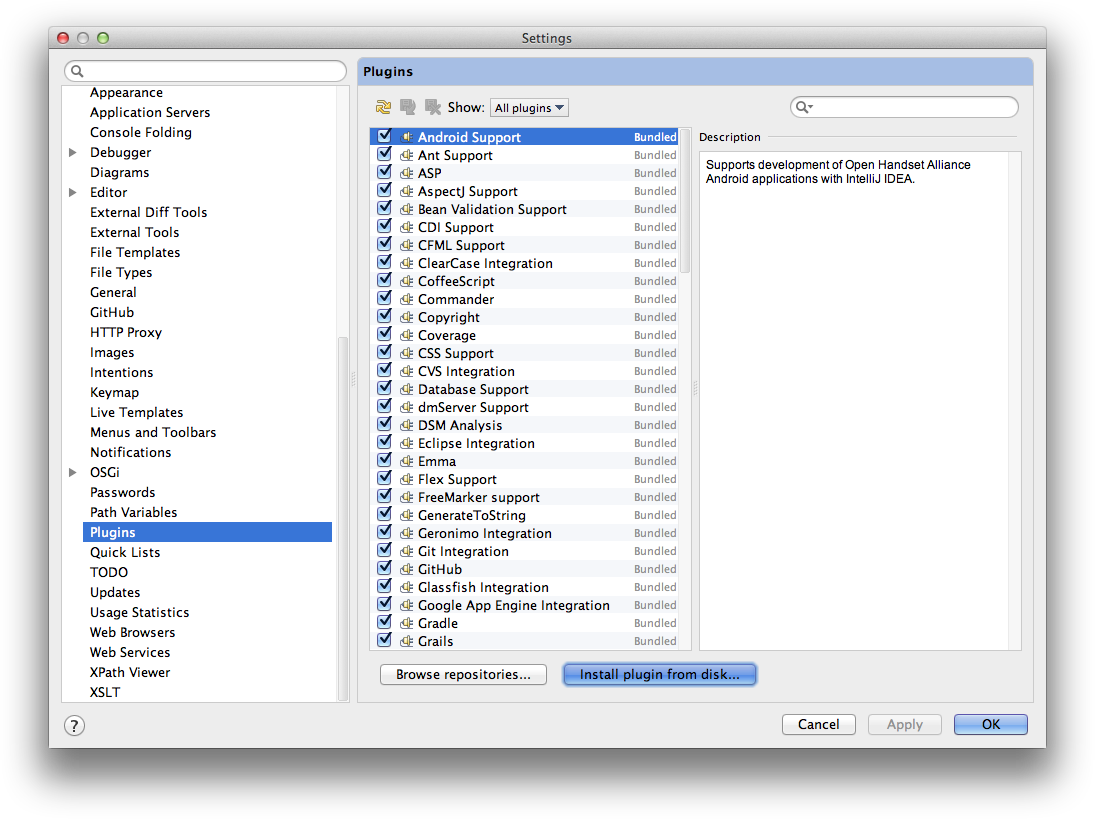 Settings
Appearance
Application Servers
Console Folding
Debugger
Diagrams
Editor
External Diff Tools
External Tools
File Templates
File Types
General
GitHub
HTTP Proxy
Images
Intentions
Keymap
Live Templates
Menus and Toolbars
Notifications
OSGi
Passwords
Path Variables
Plugins
Quick Lists
TODO
Updates
Usage Statistics
Web Browsers
Web Services
XPath Viewer
XSLT
Plugins
Show: All plugins
Android Support Bundled
Ant Support Bundled
ASP Bundled
AspectJ Support Bundled
Bean Validation Support Bundled
CDI Support Bundled
CFML Support Bundled
ClearCase Integration Bundled
CoffeeScript Bundled
Commander Bundled
Copyright Bundled
Coverage Bundled
CSS Support Bundled
CVS Integration Bundled
Database Support Bundled
dmServer Support Bundled
DSM Analysis Bundled
Eclipse Integration Bundled
Emma Bundled
Flex Support Bundled
FreeMarker support Bundled
GenerateToString Bundled
Geronimo Integration Bundled
Git Integration Bundled
GitHub Bundled
Glassfish Integration Bundled
Google App Engine Integration Bundled
Gradle Bundled
Grails Bundled
Description
Supports development of Open Handset Alliance
Android applications with IntelliJ IDEA.
Browse repositories... Install plugin from disk...
? Cancel Apply OK